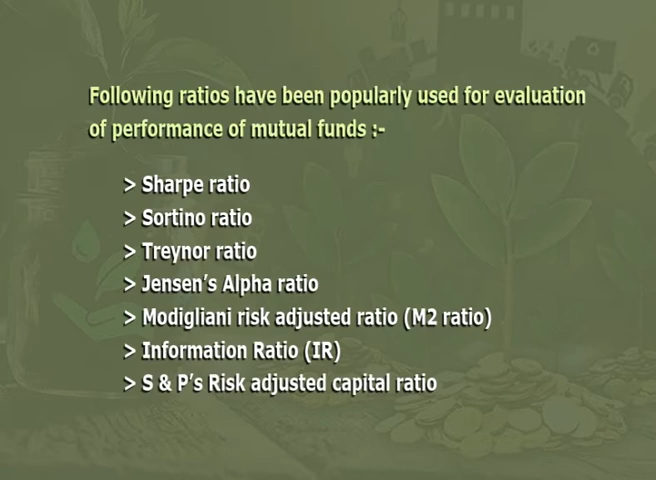 Following ratios have been popularly used for evaluation
of performance of mutual funds :-
> Sharpe ratio
> Sortino ratio
> Treynor ratio
> Jensen's Alpha ratio
> Modigliani risk adjusted ratio (M2 ratio)
> Information Ratio (IR)
> S & P's Risk adjusted capital ratio